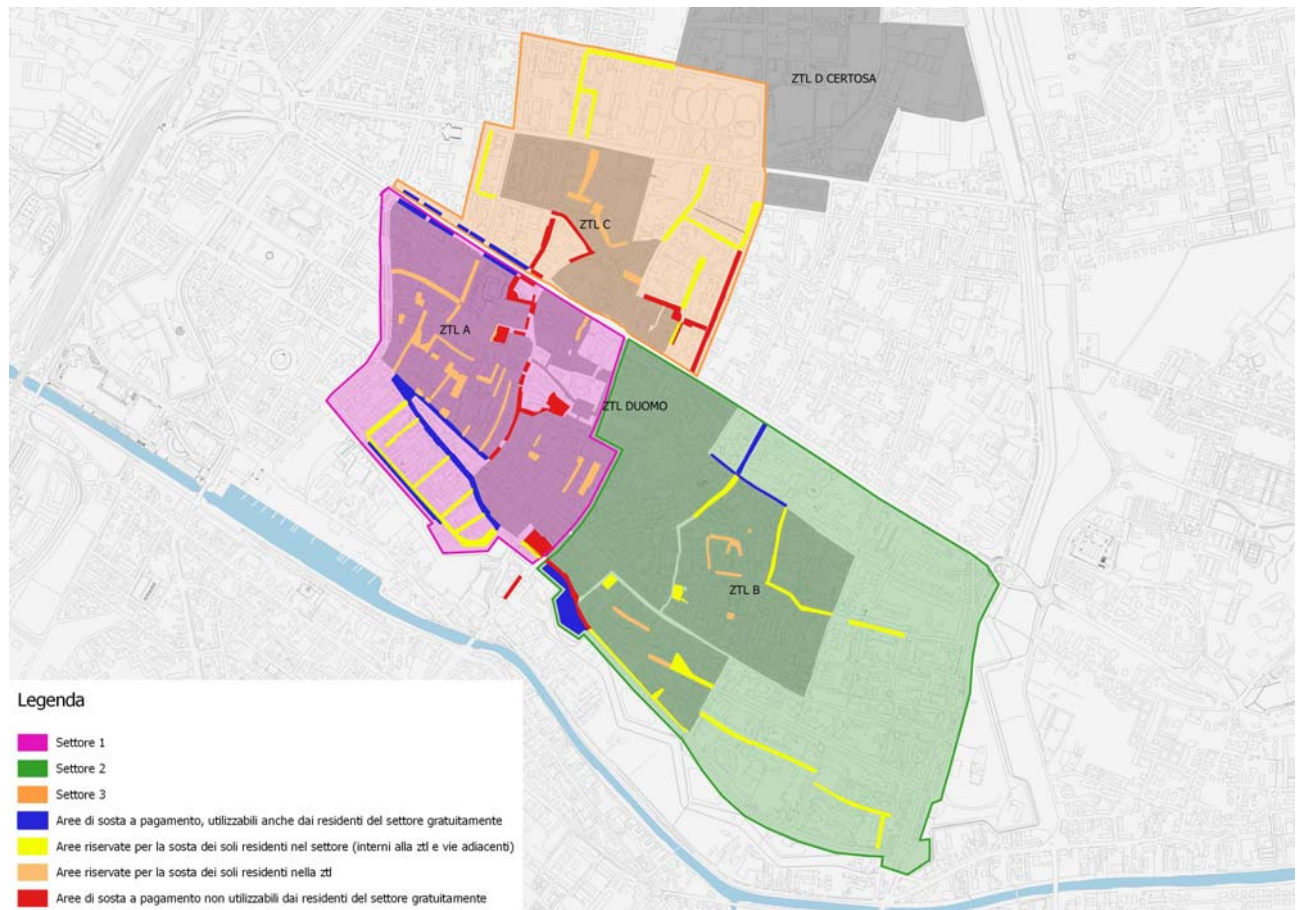 ZTL D CERTOSA
ZTL C
ZTL A
ZTL DUOMO
ZTL B
Legenda
Settore 1
Settore 2
Settore 3
Aree di sosta a pagamento, utilizzabili anche dai residenti del settore gratuitamente
Aree riservate per la sosta dei soli residenti nel settore (interni alla ztl e vie adiacenti)
Aree riservate per la sosta dei soli residenti nella ztl
Aree di sosta a pagamento non utilizzabili dai residenti del settore gratuitamente